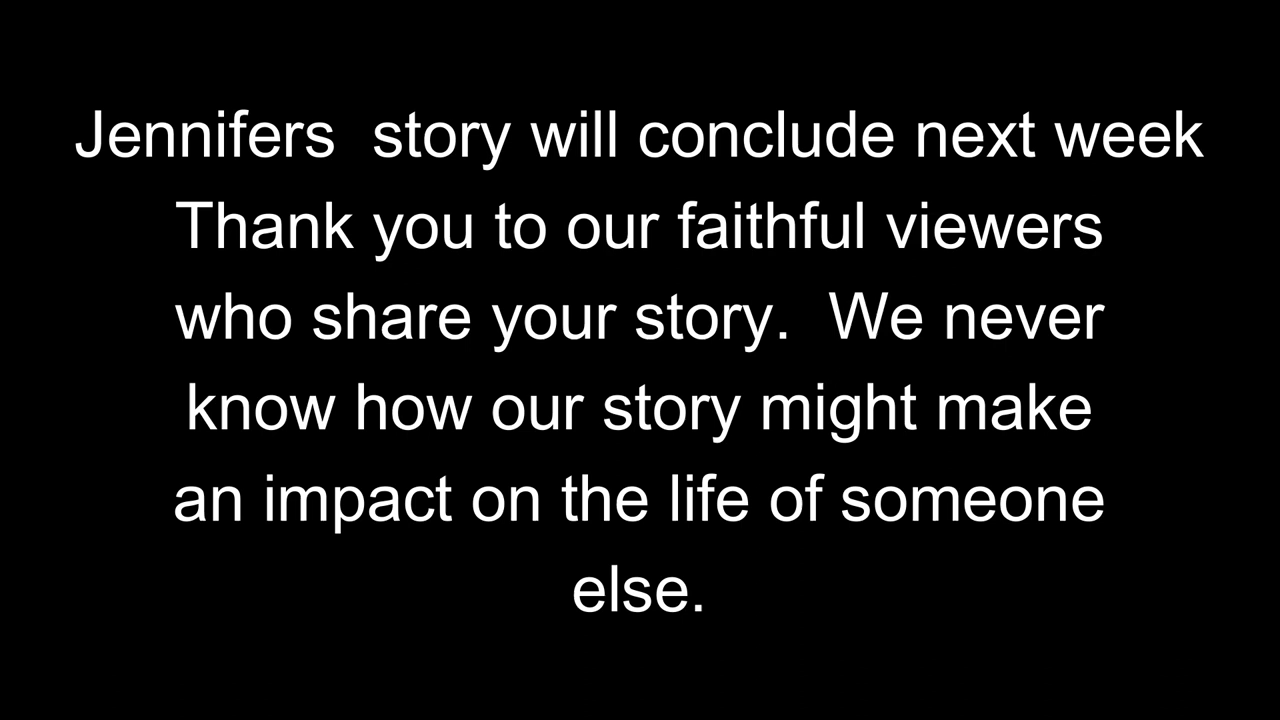 Jennifers  story will conclude next week
Thank you to our faithful viewers
who share your story.  We never
know how our story might make
an impact on the life of someone
else.